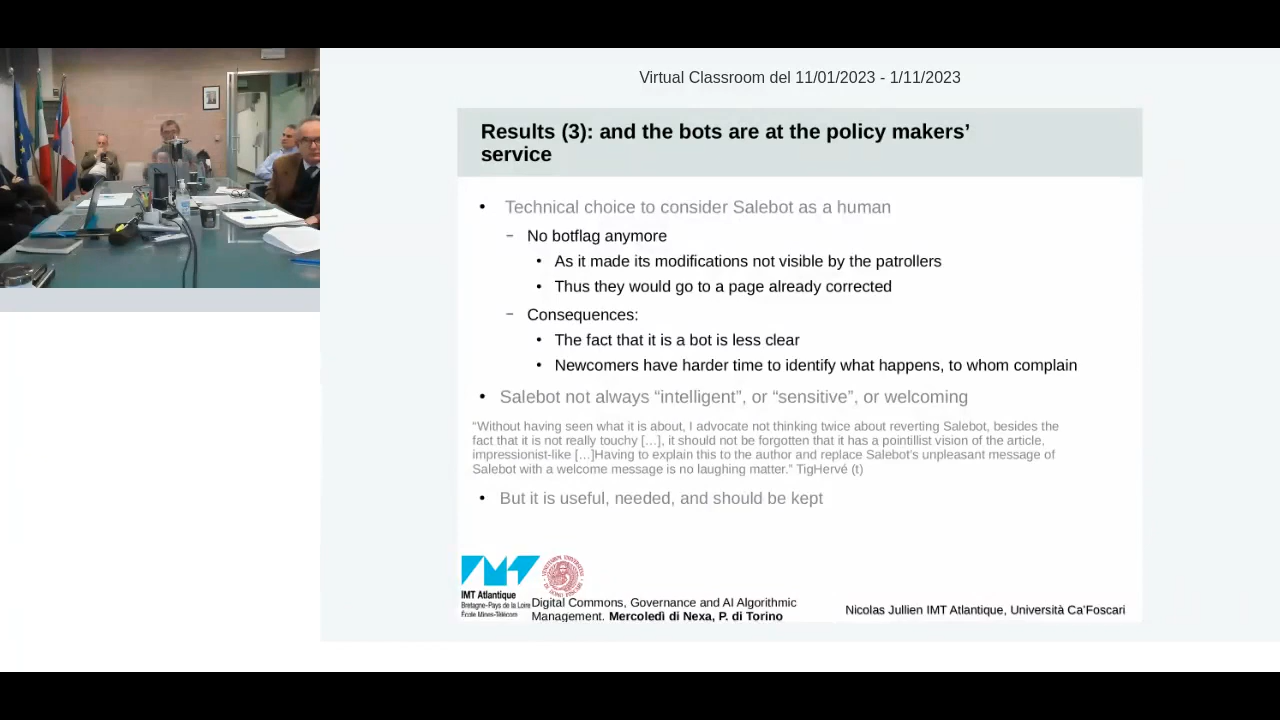 Virtual Classroom del 11/01/2023 - 1/11/2023
Results (3): and the bots are at the policy makers'
service
• Technical choice to consider Salebot as a human
– No botflag anymore
• As it made its modifications not visible by the patrollers
• Thus they would go to a page already corrected
– Consequences:
• The fact that it is a bot is less clear
• Newcomers have harder time to identify what happens, to whom complain
• Salebot not always “intelligent”, or “sensitive”, or welcoming
“Without having seen what it is about, I advocate not thinking twice about reverting Salebot, besides the
fact that it is not really touchy […], it should not be forgotten that it has a pointillist vision of the article,
impressionist-like […]Having to explain this to the author and replace Salebot’s unpleasant message of
Salebot with a welcome message is no laughing matter.” TigHervé (t)
• But it is useful, needed, and should be kept
IMT Atlantique
Bretagne-Pays de la Loire
École Mines-Télécom
Digital Commons, Governance and AI Algorithmic
Management. Mercoledì di Nexa, P. di Torino
Nicolas Jullien IMT Atlantique, Università Ca’Foscari